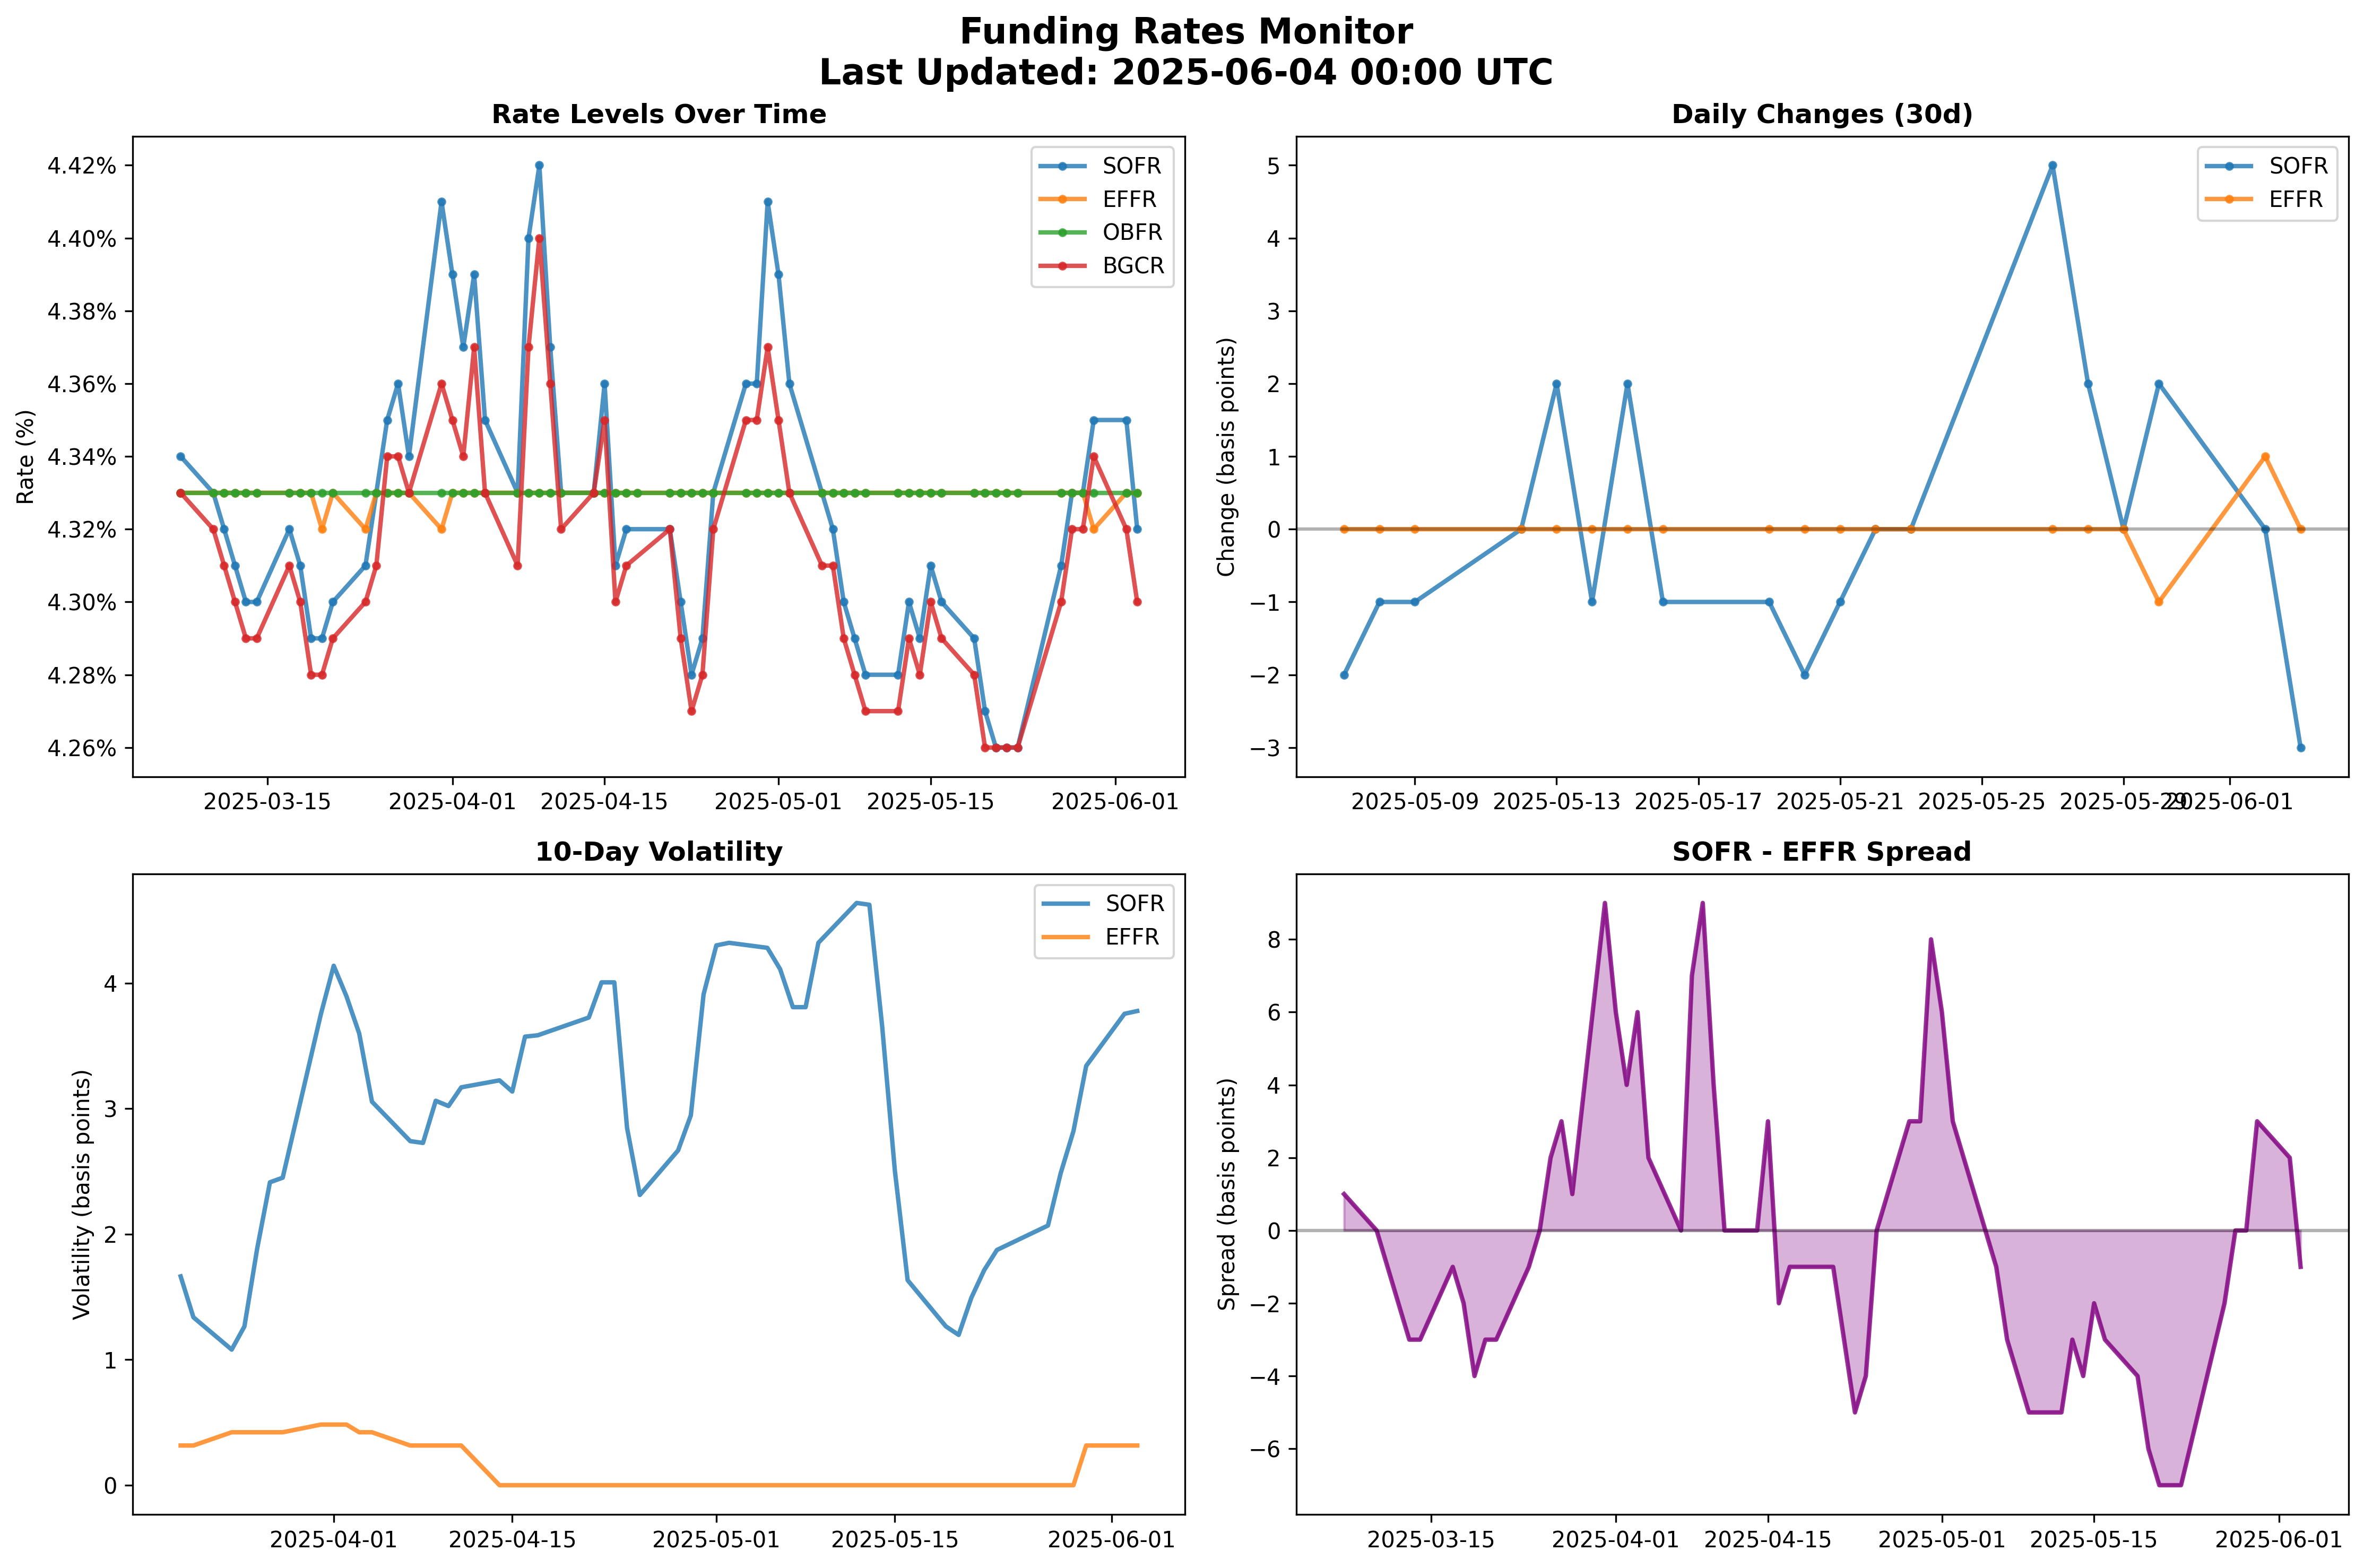 Funding Rates Monitor
Last Updated: 2025-06-04 00:00 UTC
Rate Levels Over Time
Rate (%)
4.42%
4.40%
4.38%
4.36%
4.34%
4.32%
4.30%
4.28%
4.26%
SOFR
EFFR
OBFR
BGCR
2025-03-15 2025-04-01 2025-04-15 2025-05-01 2025-05-15 2025-06-01
Daily Changes (30d)
Change (basis points)
5
4
3
2
1
0
−1
−2
−3
SOFR
EFFR
2025-05-09 2025-05-13 2025-05-17 2025-05-21 2025-05-25 2025-05-29 2025-06-01
10-Day Volatility
Volatility (basis points)
4
3
2
1
0
SOFR
EFFR
2025-04-01 2025-04-15 2025-05-01 2025-05-15 2025-06-01
SOFR - EFFR Spread
Spread (basis points)
8
6
4
2
0
−2
−4
−6
2025-03-15 2025-04-01 2025-04-15 2025-05-01 2025-05-15 2025-06-01